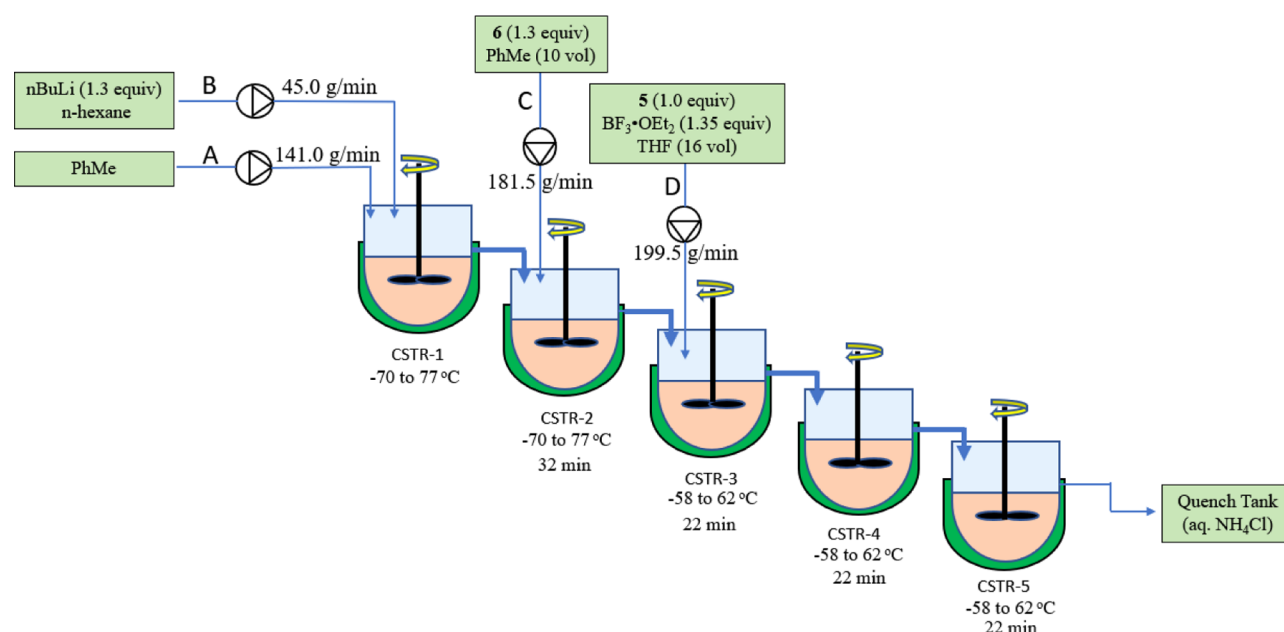 6 (1.3 equiv)
PhMe (10 vol)
nBuLi (1.3 equiv)
n-hexane
B
45.0 g/min
C
5 (1.0 equiv)
BF₃•OEt₂ (1.35 equiv)
THF (16 vol)
PhMe
A
141.0 g/min
181.5 g/min
D
199.5 g/min
CSTR-1
-70 to 77 ºC
CSTR-2
-70 to 77 ºC
32 min
CSTR-3
-58 to 62 ºC
22 min
CSTR-4
-58 to 62 ºC
22 min
CSTR-5
-58 to 62 ºC
22 min
Quench Tank
(aq. NH₄Cl)